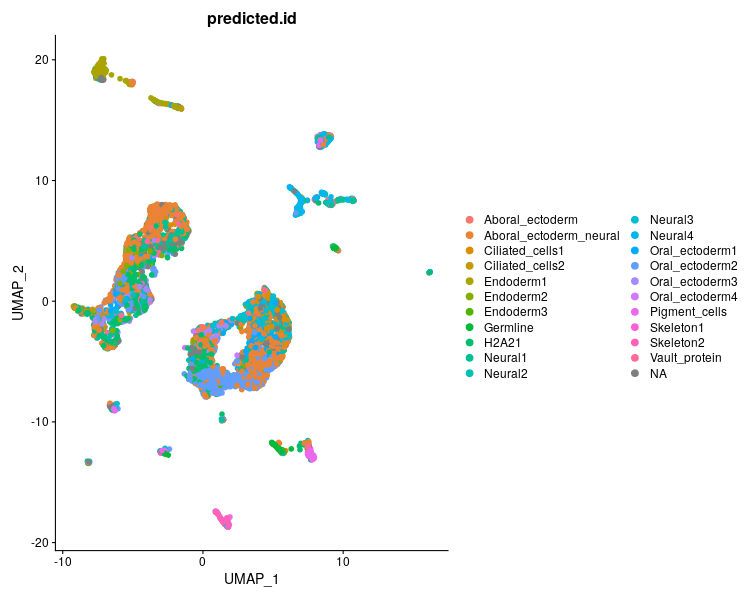 predicted.id
20
10
0
-10
-20
UMAP_2
-10
0
10
UMAP_1
Aboral_ectoderm
Aboral_ectoderm_neural
Ciliated_cells1
Ciliated_cells2
Endoderm1
Endoderm2
Endoderm3
Germline
H2A21
Neural1
Neural2
Neural3
Neural4
Oral_ectoderm1
Oral_ectoderm2
Oral_ectoderm3
Oral_ectoderm4
Pigment_cells
Skeleton1
Skeleton2
Vault_protein
NA